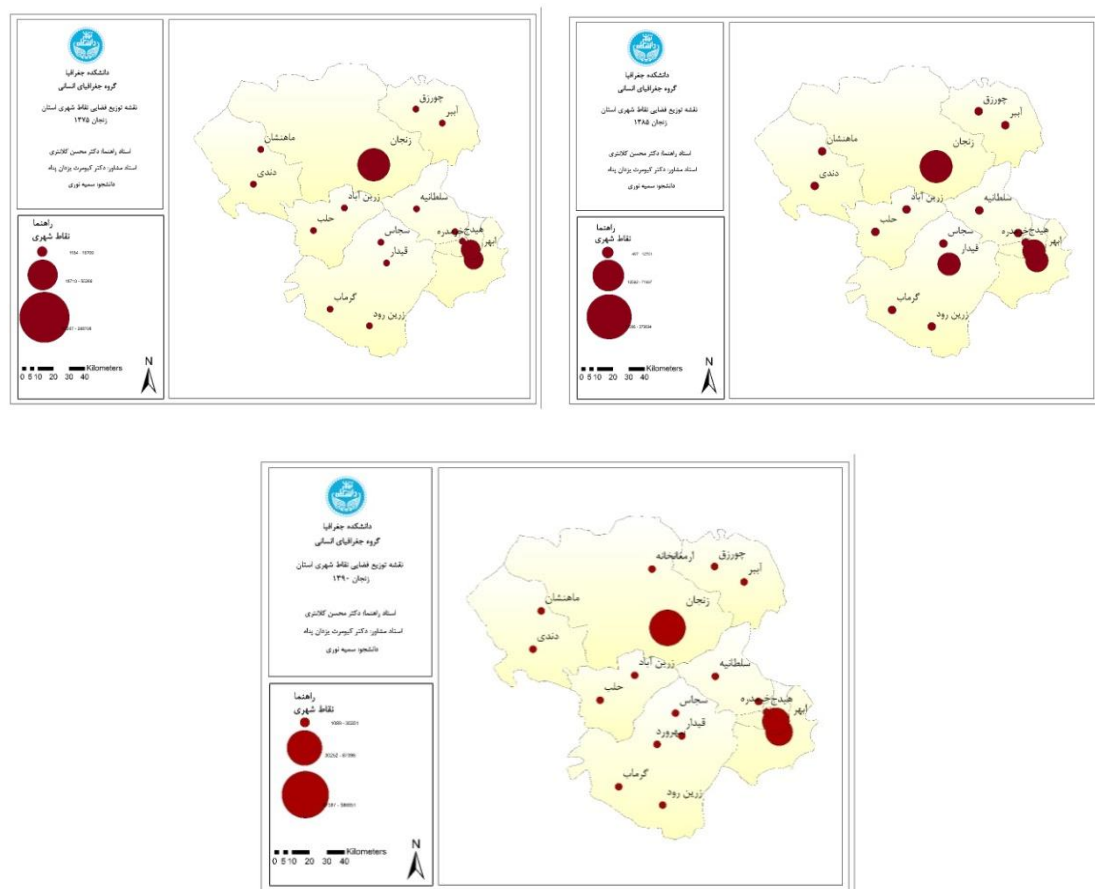 دانشکده جغرافیا
گروه جغرافیای انسانی
نقشه توزیع فضایی نقاط شهری استان
زنجان ۱۳۷۵
استاد راهنما: دکتر محسن کلانتری
استاد مشاور: دکتر کیومرث یزدان پناه
دانشجو: سمیه نوری
راهنما
نقاط شهری
Kilometers
0 5 10 20 30 40
N
چورزق
آببر
ماهنشان
زنجان
دندی
زرین آباد
سلطانیه
حلب
سجاس
هیدج
خرمدره
ابهر
قیدار
گرماب
زرین رود
دانشکده جغرافیا
گروه جغرافیای انسانی
نقشه توزیع فضایی نقاط شهری استان
زنجان ۱۳۸۵
استاد راهنما: دکتر محسن کلانتری
استاد مشاور: دکتر کیومرث یزدان پناه
دانشجو: سمیه نوری
راهنما
نقاط شهری
Kilometers
0 5 10 20 30 40
N
چورزق
آببر
ماهنشان
زنجان
دندی
زرین آباد
سلطانیه
حلب
سجاس
هیدج
خرمدره
ابهر
قیدار
گرماب
زرین رود
دانشکده جغرافیا
گروه جغرافیای انسانی
نقشه توزیع فضایی نقاط شهری استان
زنجان ۱۳۹۰
استاد راهنما: دکتر محسن کلانتری
استاد مشاور: دکتر کیومرث یزدان پناه
دانشجو: سمیه نوری
راهنما
نقاط شهری
Kilometers
0 5 10 20 30 40
N
ارمغانخانه
چورزق
آببر
ماهنشان
زنجان
دندی
زرین آباد
سلطانیه
حلب
سجاس
هیدج
خرمدره
ابهر
قیدار
سهرورد
گرماب
زرین رود